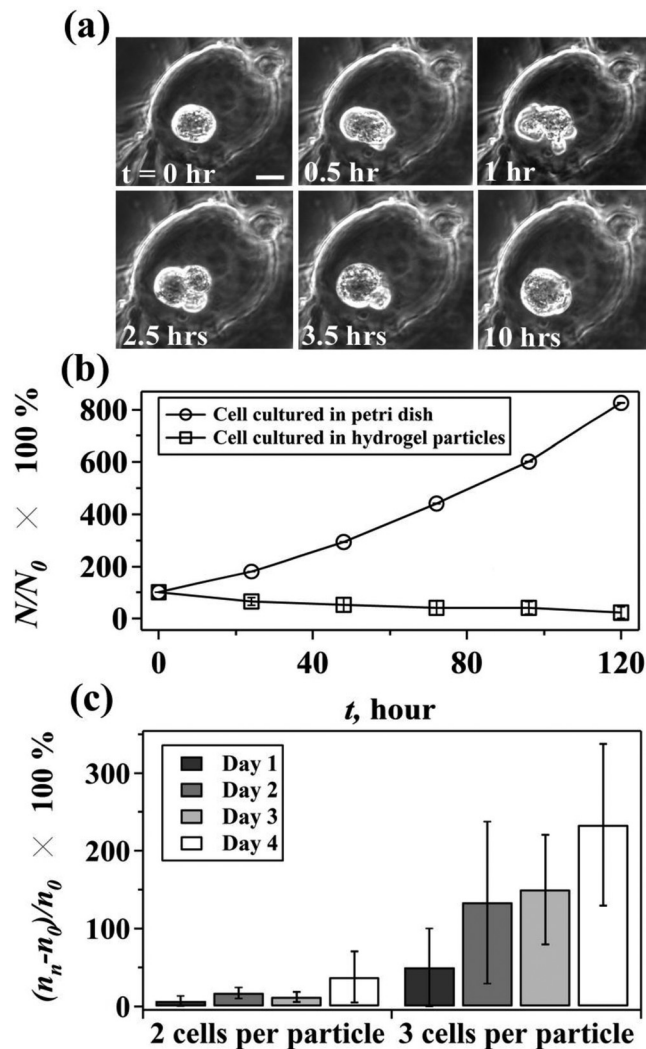 (a)
t = 0 hr
0.5 hr
1 hr
2.5 hrs
3.5 hrs
10 hrs
(b)
N/N0 × 100 %
800
600
400
200
0
Cell cultured in petri dish
Cell cultured in hydrogel particles
0 40 80 120
t, hour
(c)
(nn-n0)/n0 × 100 %
300
200
100
0
Day 1
Day 2
Day 3
Day 4
2 cells per particle 3 cells per particle